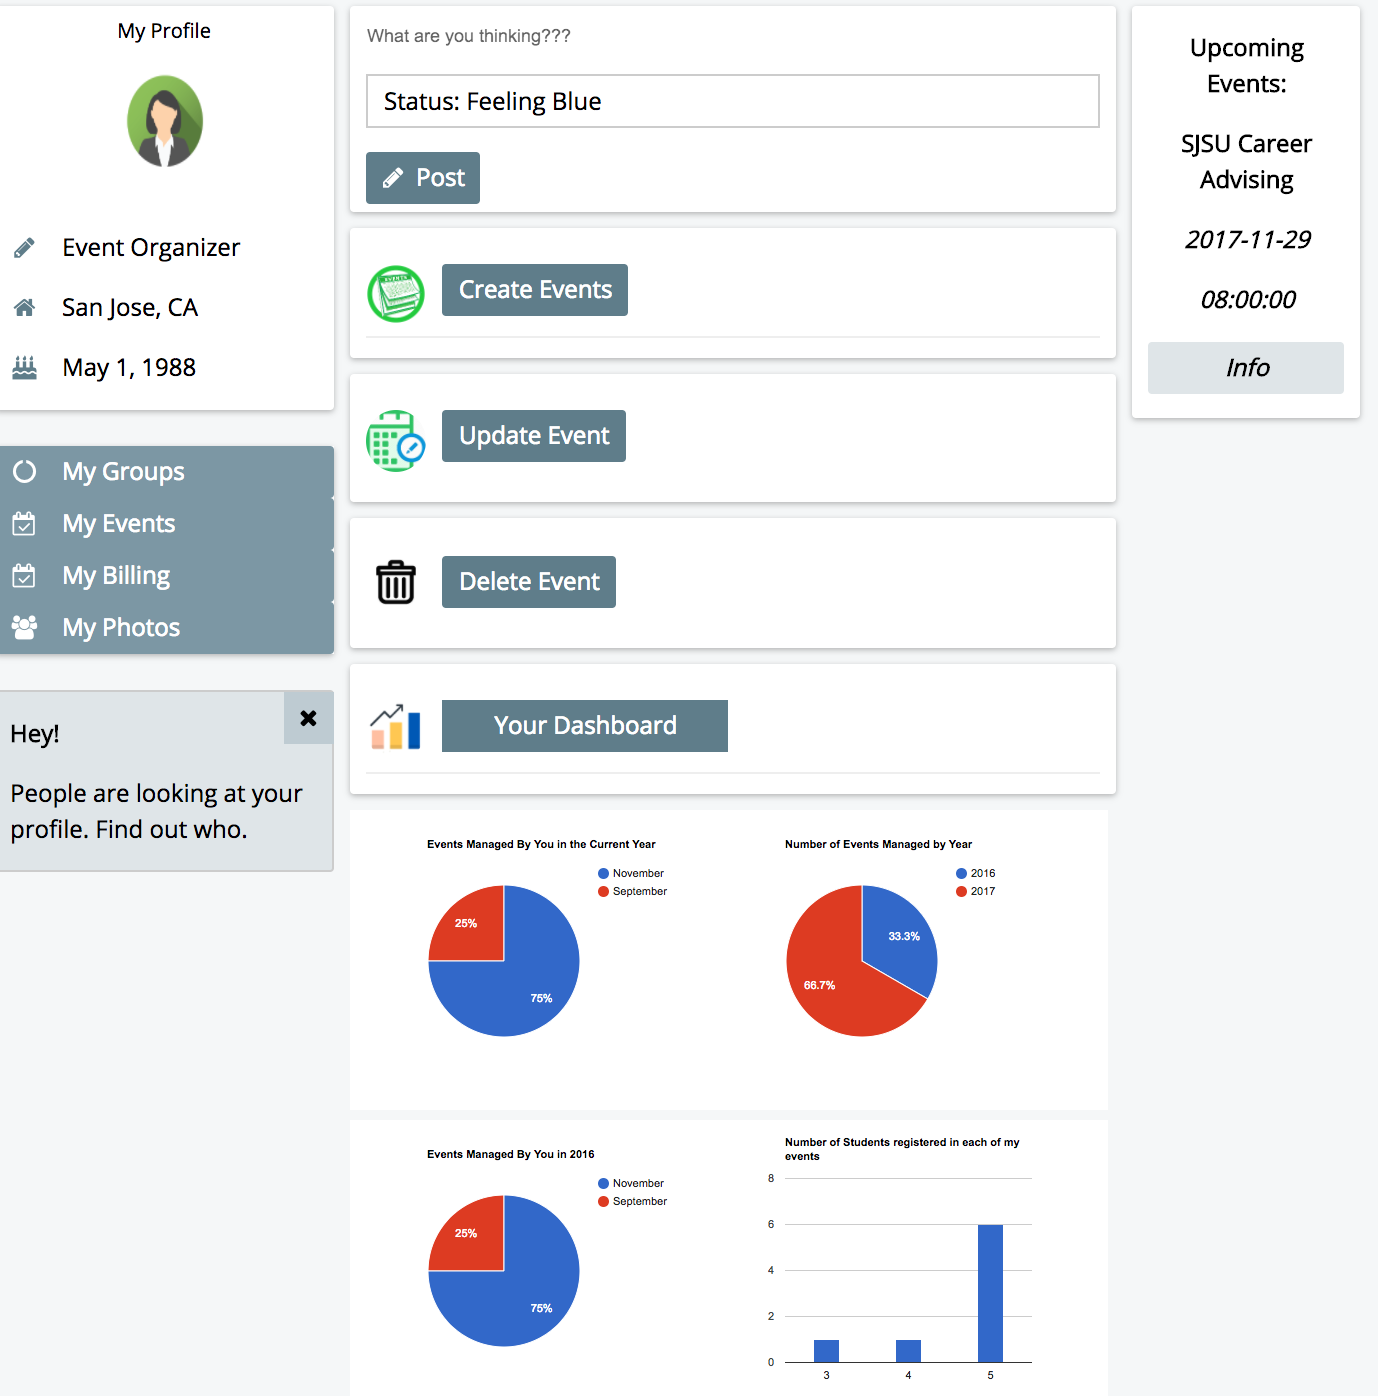 My Profile
Event Organizer
San Jose, CA
May 1, 1988
My Groups
My Events
My Billing
My Photos
Hey!
People are looking at your
profile. Find out who.
What are you thinking???
Status: Feeling Blue
Post
EVENTS
Create Events
Update Event
Delete Event
Your Dashboard
Events Managed By You in the Current Year
November
September
25%
75%
Number of Events Managed by Year
2016
2017
33.3%
66.7%
Events Managed By You in 2016
November
September
25%
75%
Number of Students registered in each of my
events
8
6
4
2
0
3 4 5
Upcoming
Events:
SJSU Career
Advising
2017-11-29
08:00:00
Info